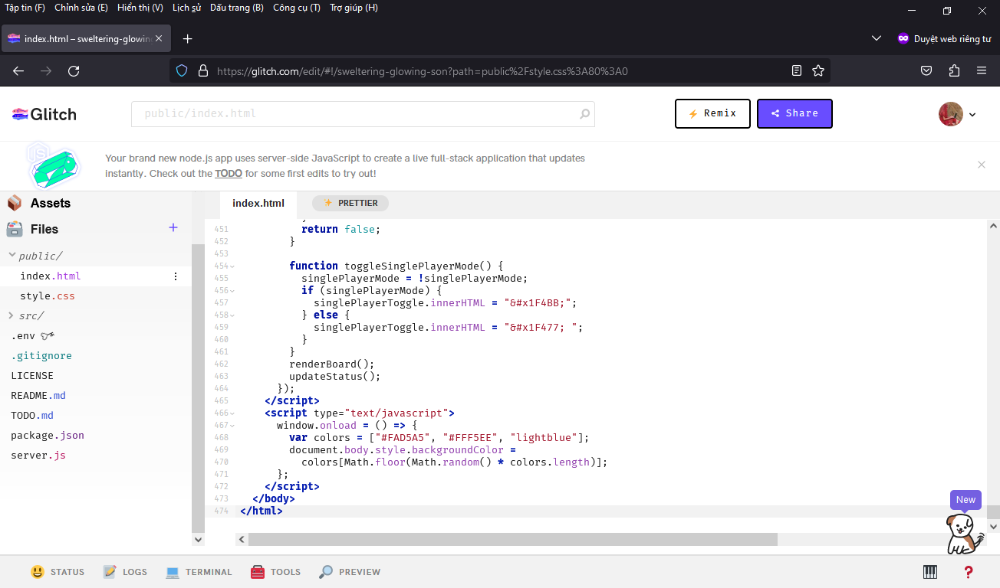 Tập tin (F) Chỉnh sửa (E) Hiển thị (V) Lịch sử Dấu trang (B) Công cụ (T) Trợ giúp (H)
index.html – sweltering-glowing
Duyệt web riêng tư
https://glitch.com/edit/#!/sweltering-glowing-son?path=public%2Fstyle.css%3A80%3A0
Glitch
public/index.html
Remix
Share
JS
Your brand new node.js app uses server-side JavaScript to create a live full-stack application that updates
instantly. Check out the TODO for some first edits to try out!
Assets
Files +
public/
index.html
style.css
src/
.env
.gitignore
LICENSE
README.md
TODO.md
package.json
server.js
index.html
PRETTIER
451 return false;
452 }
453
454 function toggleSinglePlayerMode() {
455 singlePlayerMode = !singlePlayerMode;
456 if (singlePlayerMode) {
457 singlePlayerToggle.innerHTML = "&#x1F4BB;";
458 } else {
459 singlePlayerToggle.innerHTML = "&#x1F477; ";
460 }
461 }
462 renderBoard();
463 updateStatus();
464 });
465 </script>
466 <script type="text/javascript">
467 window.onload = () => {
468 var colors = ["#FAD5A5", "#FFF5EE", "lightblue"];
469 document.body.style.backgroundColor =
470 colors[Math.floor(Math.random() * colors.length)];
471 };
472 </script>
473 </body>
474 </html>
New
STATUS
LOGS
TERMINAL
TOOLS
PREVIEW
?